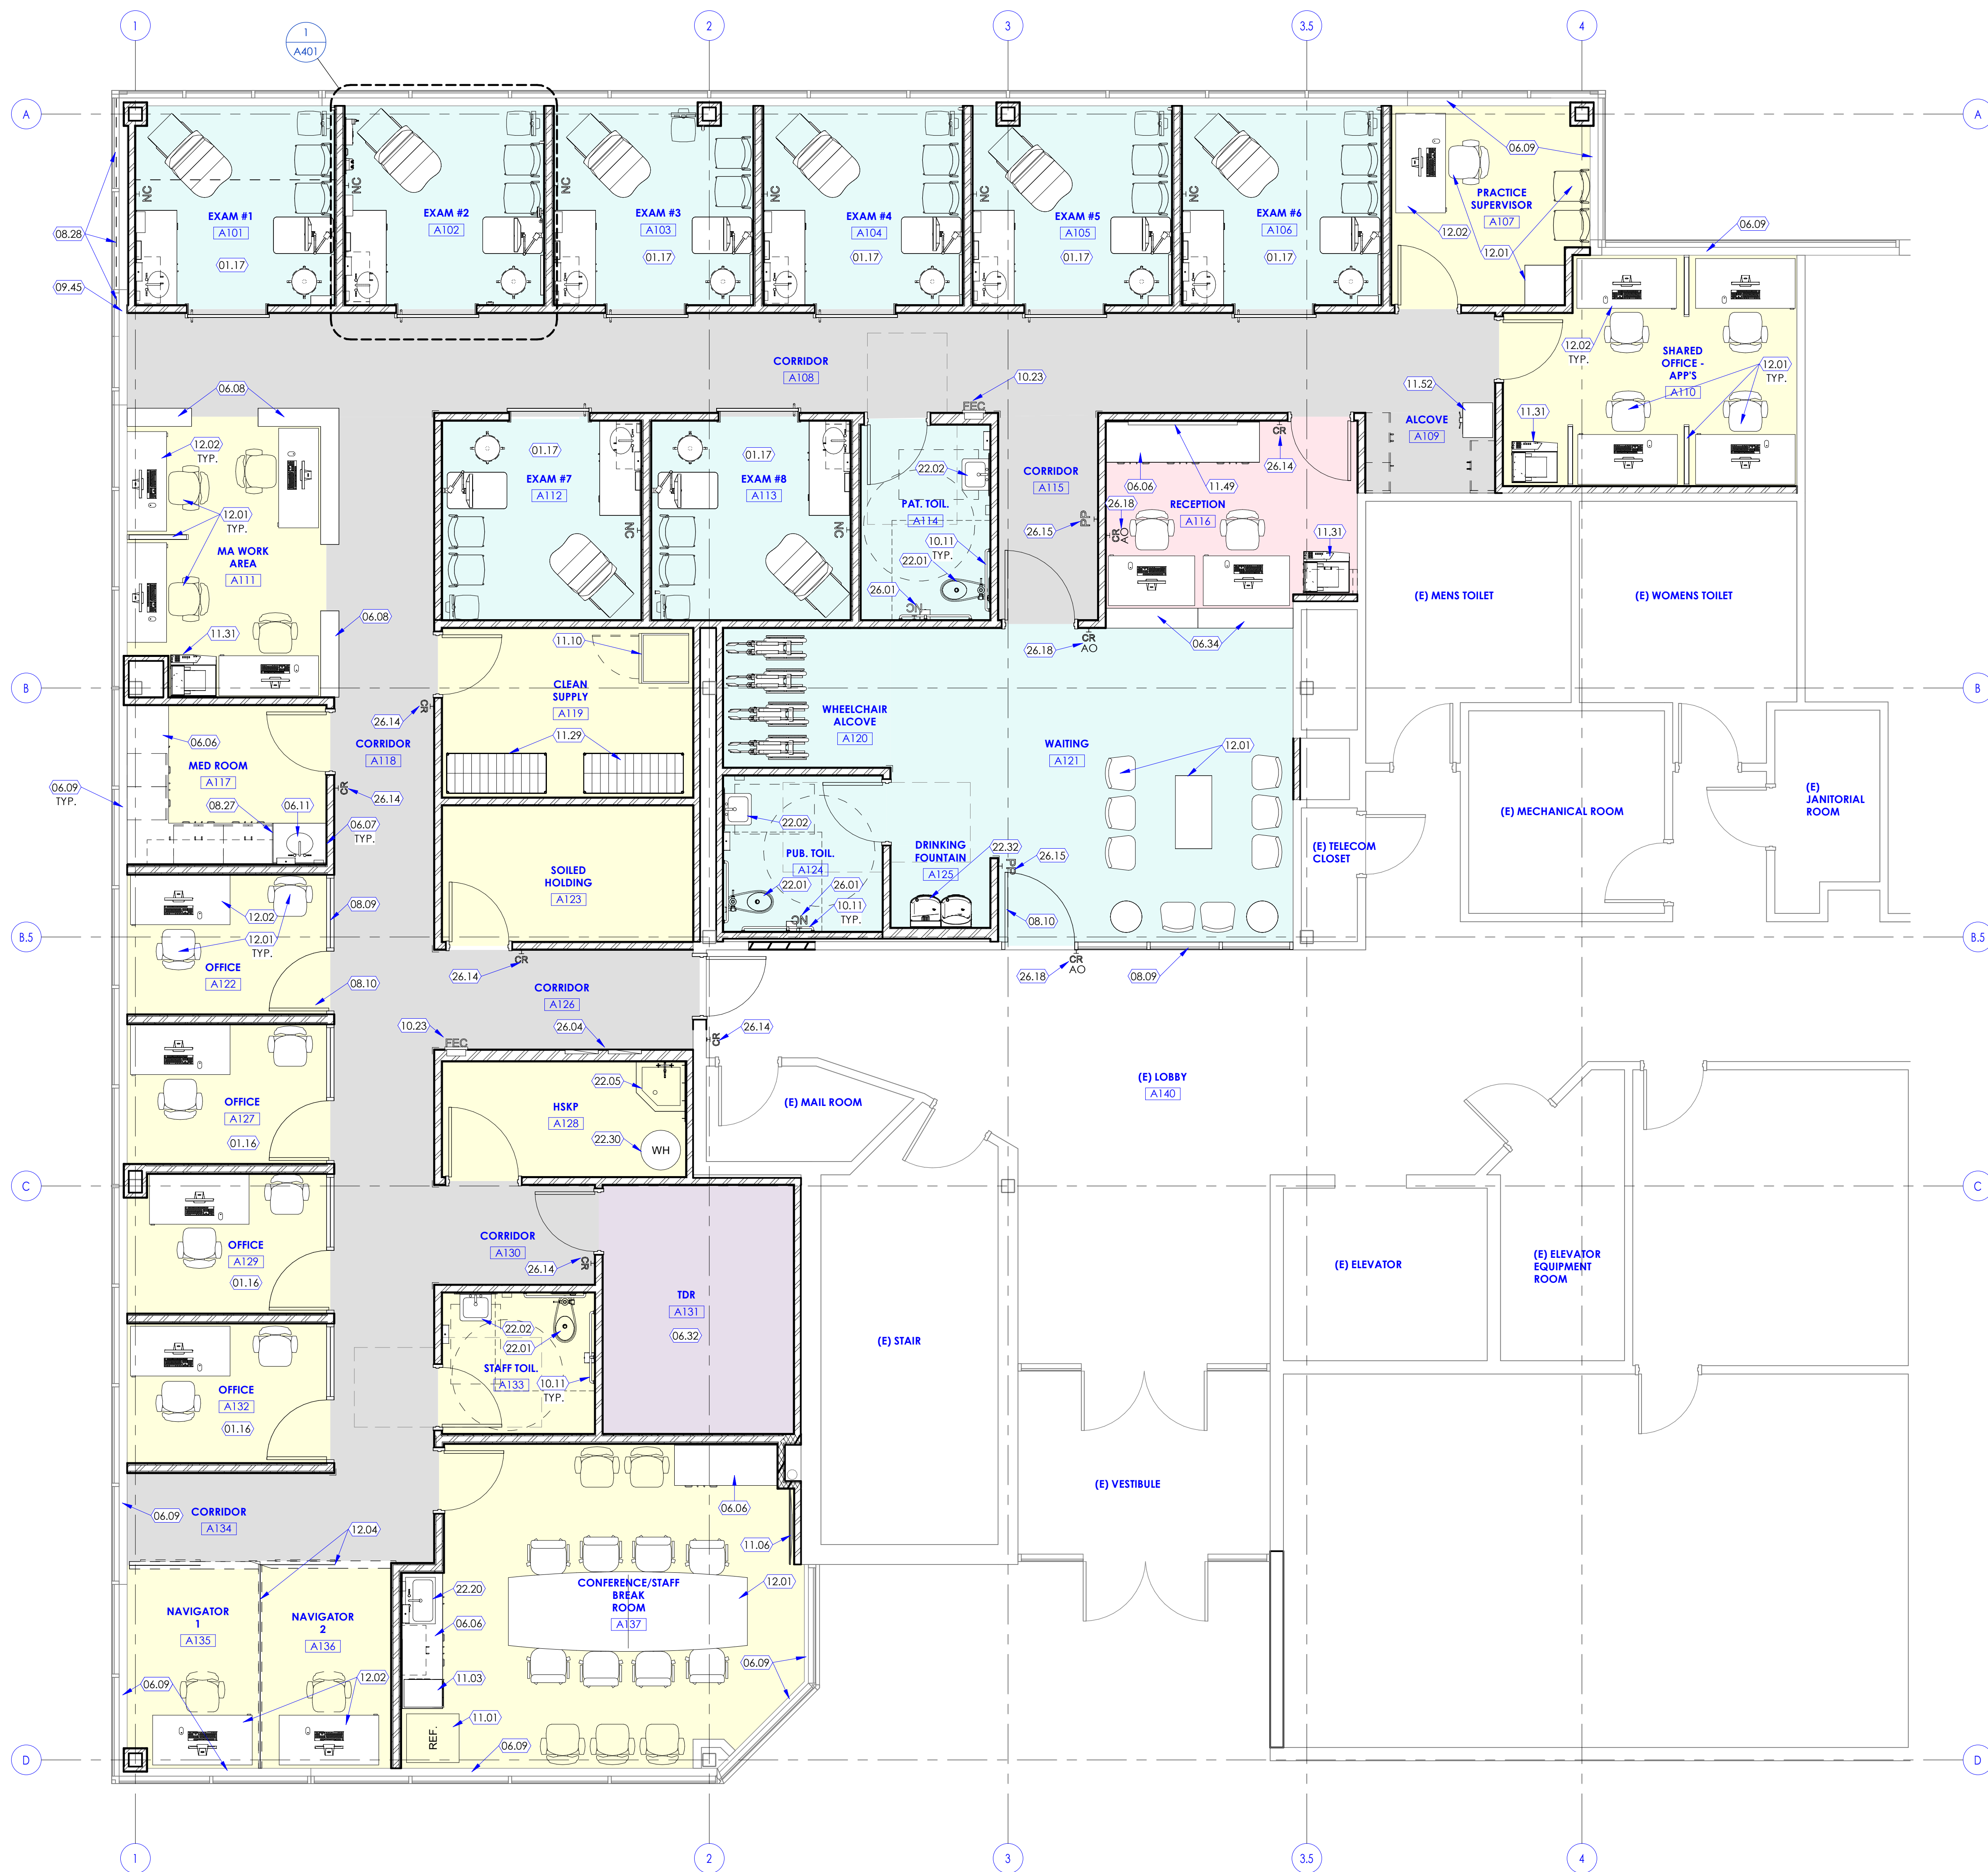 1
2
3
3.5
4
1
A401
A
A
EXAM #1
A101
01.17
NC
EXAM #2
A102
NC
EXAM #3
A103
01.17
NC
EXAM #4
A104
01.17
NC
EXAM #5
A105
01.17
NC
EXAM #6
A106
01.17
NC
PRACTICE
SUPERVISOR
A107
06.09
12.02
12.01
06.09
08.28
09.45
CORRIDOR
A108
10.23
FEC
12.02
TYP.
SHARED
OFFICE -
APP'S
A110
12.01
TYP.
11.52
11.31
ALCOVE
A109
06.08
12.02
TYP.
12.01
TYP.
MA WORK
AREA
A111
11.31
06.08
01.17
EXAM #7
A112
NC
01.17
EXAM #8
A113
NC
22.02
PAT. TOIL.
A114
10.11
TYP.
22.01
26.01
NC
CORRIDOR
A115
26.15
PP
CR
26.14
06.06
11.49
26.18
CR
AO
RECEPTION
A116
11.31
26.18
CR
AO
06.34
(E) MENS TOILET
(E) WOMENS TOILET
B
B
11.10
CLEAN
SUPPLY
A119
11.29
26.14
CR
CORRIDOR
A118
06.06
MED ROOM
A117
CR
26.14
06.09
TYP.
08.27
06.11
06.07
TYP.
WHEELCHAIR
ALCOVE
A120
WAITING
A121
12.01
(E) MECHANICAL ROOM
(E)
JANITORIAL
ROOM
(E) TELECOM
CLOSET
22.02
PUB. TOIL.
A124
22.01
26.01
10.11
TYP.
NC
DRINKING
FOUNTAIN
A125
22.32
26.15
PP
08.10
SOILED
HOLDING
A123
08.09
12.02
12.01
TYP.
OFFICE
A122
08.10
B.5
B.5
26.14
CR
26.18
CR
AO
08.09
CORRIDOR
A126
10.23
FEC
26.04
CR
26.14
22.05
HSKP
A128
22.30
WH
(E) MAIL ROOM
(E) LOBBY
A140
OFFICE
A127
01.16
C
C
OFFICE
A129
01.16
CORRIDOR
A130
26.14
CR
TDR
A131
06.32
(E) ELEVATOR
(E) ELEVATOR
EQUIPMENT
ROOM
(E) STAIR
22.02
22.01
STAFF TOIL.
A133
10.11
TYP.
OFFICE
A132
01.16
(E) VESTIBULE
06.09
CORRIDOR
A134
12.04
06.06
11.06
CONFERENCE/STAFF
BREAK
ROOM
A137
12.01
22.20
06.06
11.03
11.01
REF.
06.09
06.09
NAVIGATOR
1
A135
NAVIGATOR
2
A136
06.09
12.02
D
D
1
2
3
3.5
4